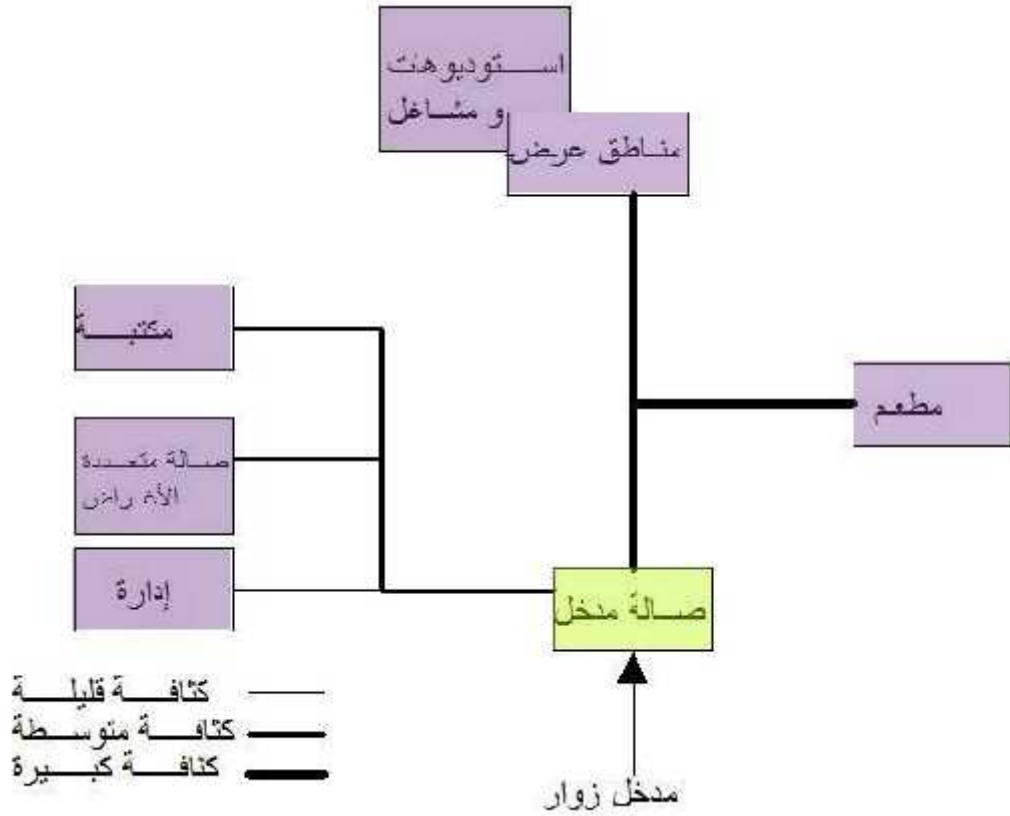 استوديوهات
و مشاغل
مناطق عرض
مكتبة
مطعم
صالة متعددة
الأغراض
إدارة
صالة مدخل
كثافة قليلة
كثافة متوسطة
كثافة كبيرة
مدخل زوار